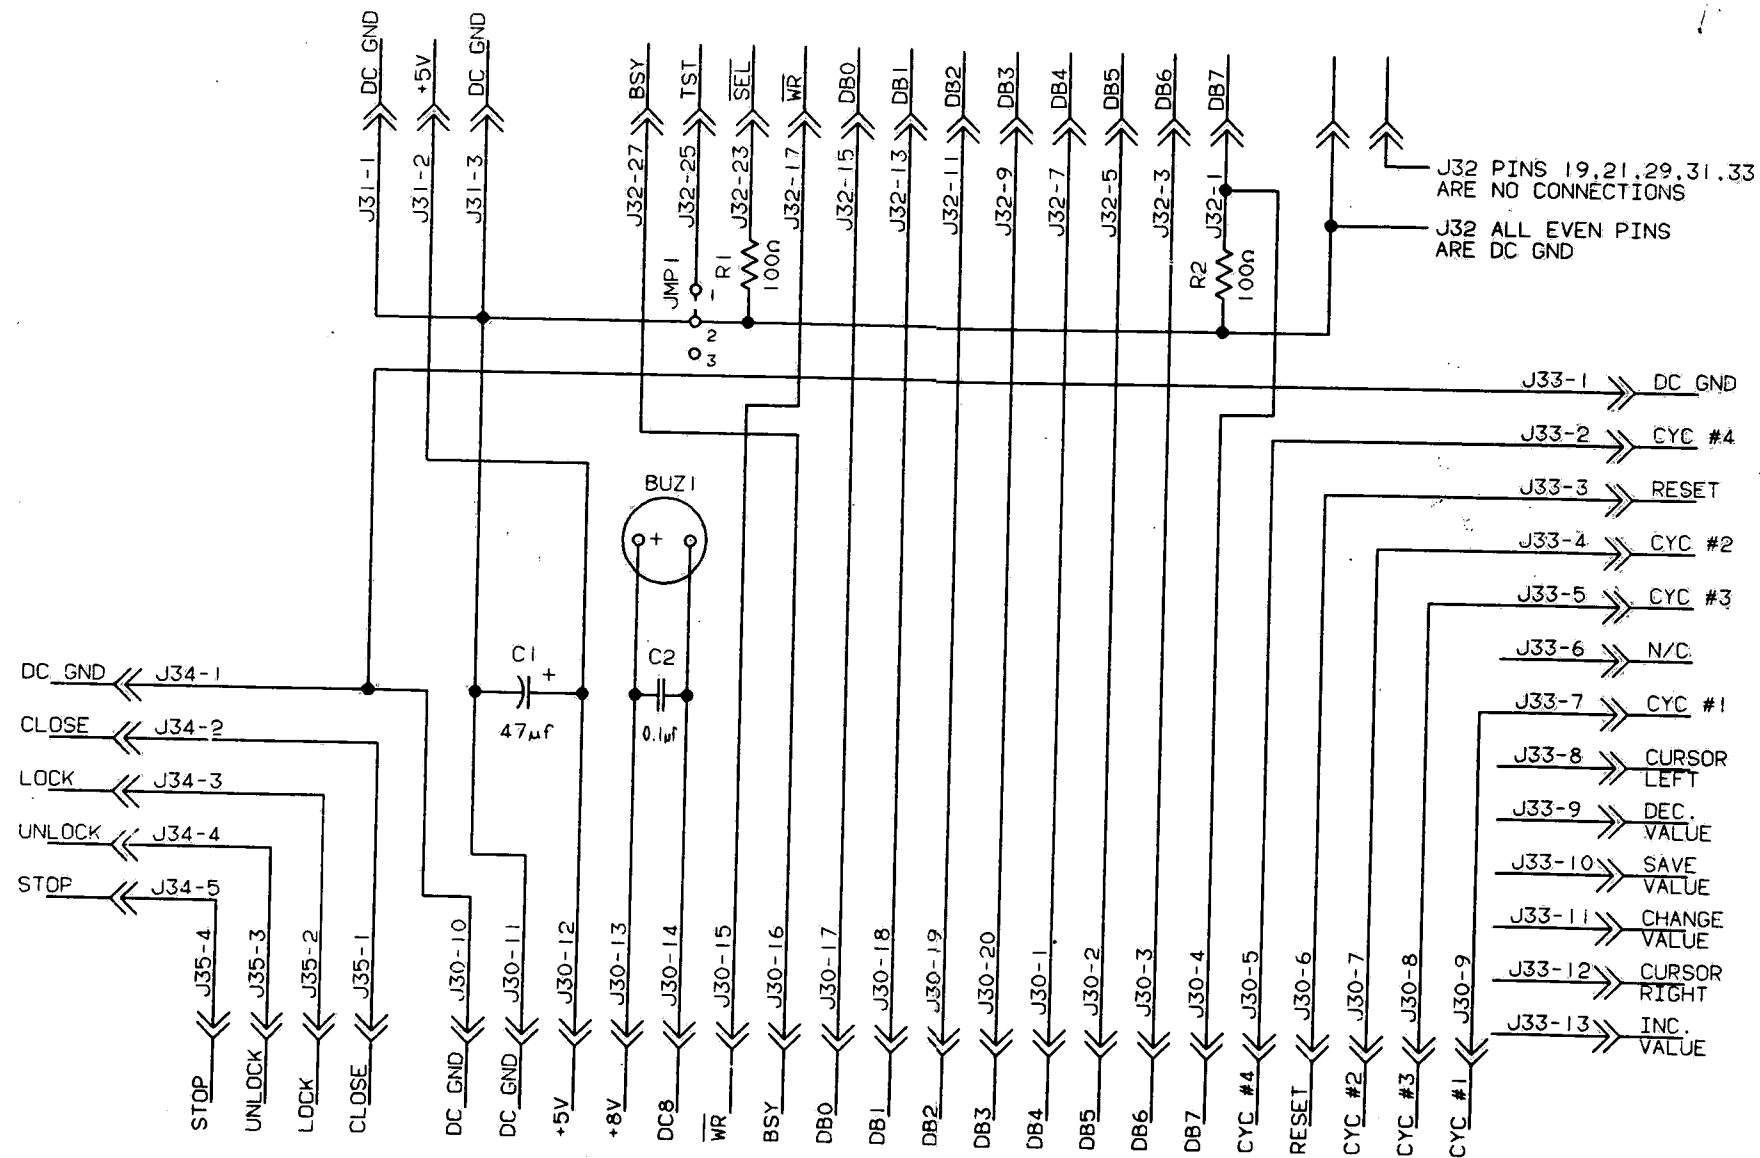 DC GND
+5V
DC GND
BSY
TST
SEL
WR
DB0
DB1
DB2
DB3
DB4
DB5
DB6
DB7
J31-1
J31-2
J31-3
J32-27
J32-25
J32-23
J32-17
J32-15
J32-13
J32-11
J32-9
J32-7
J32-5
J32-3
J32-1
J32 PINS 19,21,29,31,33
ARE NO CONNECTIONS
J32 ALL EVEN PINS
ARE DC GND
JMP1
1
2
3
R1
100Ω
R2
100Ω
J33-1 DC GND
J33-2 CYC #4
J33-3 RESET
J33-4 CYC #2
J33-5 CYC #3
J33-6 N/C
J33-7 CYC #1
J33-8 CURSOR
LEFT
J33-9 DEC.
VALUE
J33-10 SAVE
VALUE
J33-11 CHANGE
VALUE
J33-12 CURSOR
RIGHT
J33-13 INC.
VALUE
BUZ1
+
C1
+
47µf
C2
0.1µf
DC GND J34-1
CLOSE J34-2
LOCK J34-3
UNLOCK J34-4
STOP J34-5
J35-4
J35-3
J35-2
J35-1
J30-10
J30-11
J30-12
J30-13
J30-14
J30-15
J30-16
J30-17
J30-18
J30-19
J30-20
J30-1
J30-2
J30-3
J30-4
J30-5
J30-6
J30-7
J30-8
J30-9
STOP
UNLOCK
LOCK
CLOSE
DC GND
DC GND
+5V
+8V
DC8
WR
BSY
DB0
DB1
DB2
DB3
DB4
DB5
DB6
DB7
CYC #4
RESET
CYC #2
CYC #3
CYC #1